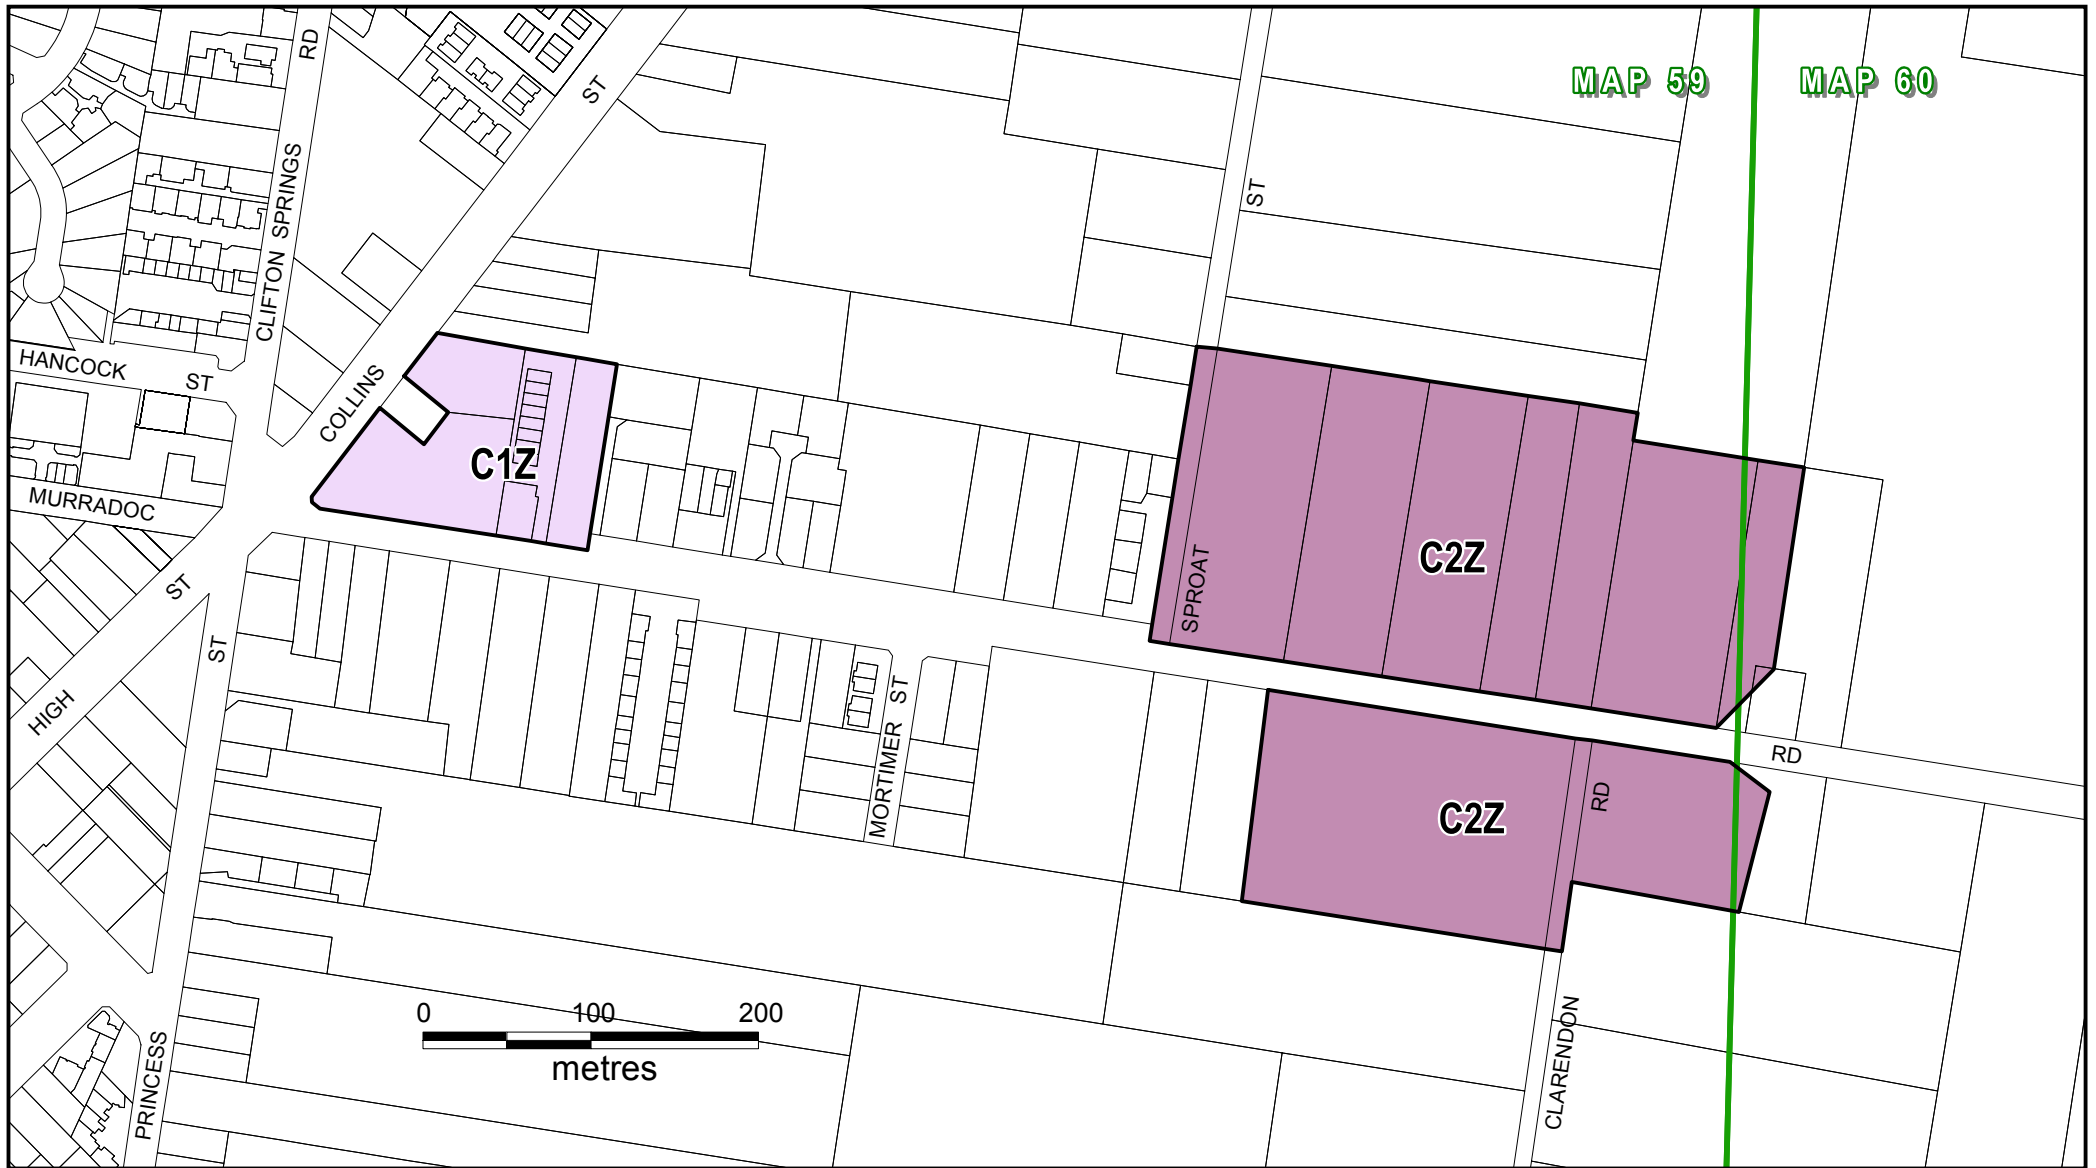 RD
ST
MAP 59
MAP 60
CLIFTON SPRINGS
ST
HANCOCK
ST
COLLINS
C1Z
MURRADOC
C2Z
SPROAT
ST
ST
HIGH
MORTIMER ST
RD
RD
C2Z
0 100 200
metres
CLARENDON
PRINCESS